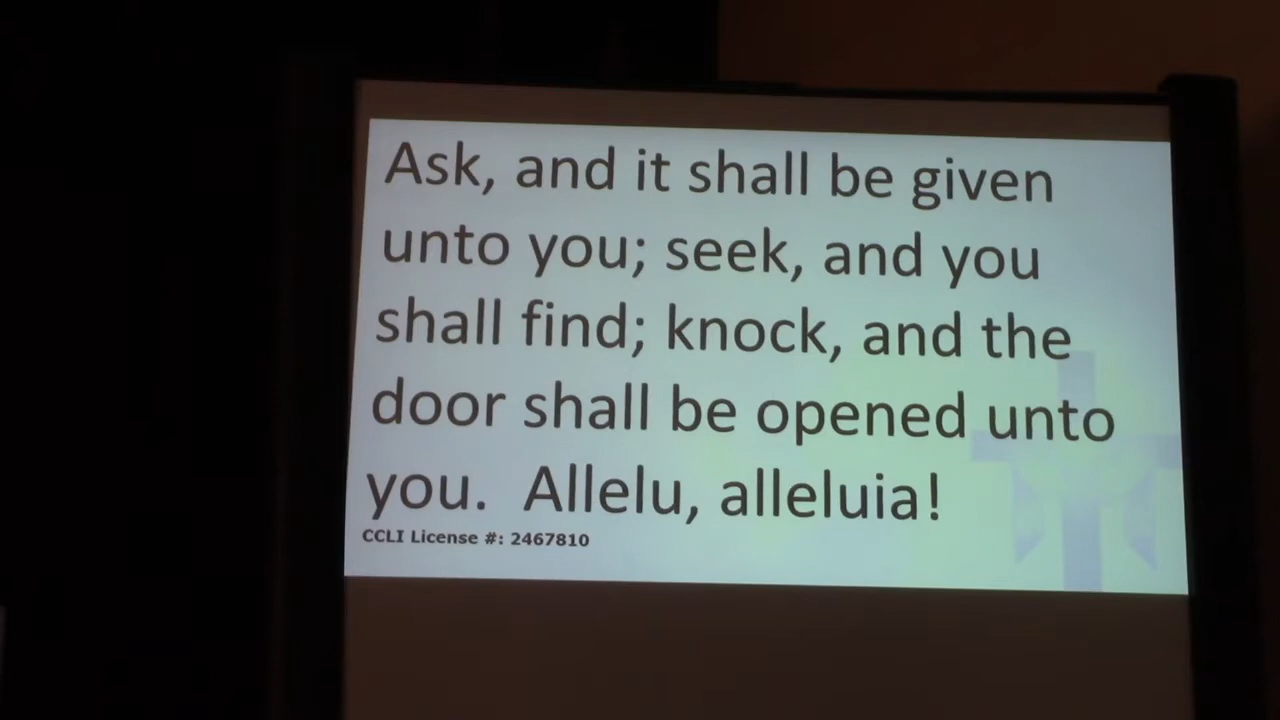 Ask, and it shall be given
unto you; seek, and you
shall find; knock, and the
door shall be opened unto
you.  Allelu, alleluia!
CCLI License #: 2467810